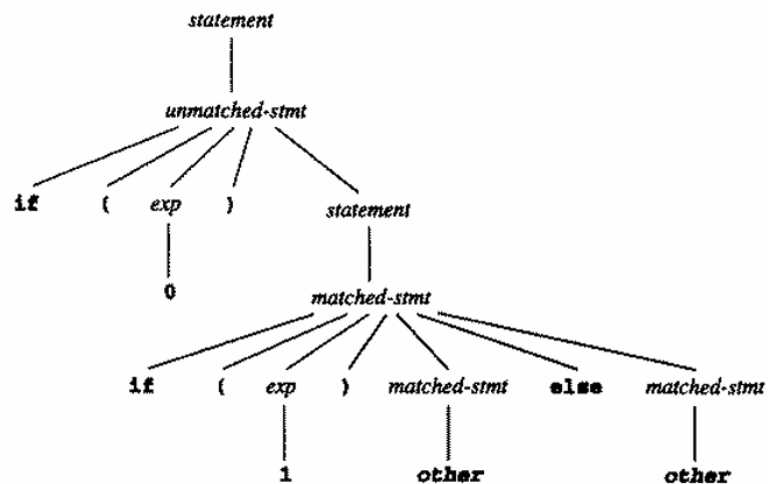 statement
unmatched-stmt
if ( exp ) statement
0
matched-stmt
if ( exp ) matched-stmt else matched-stmt
1 other other